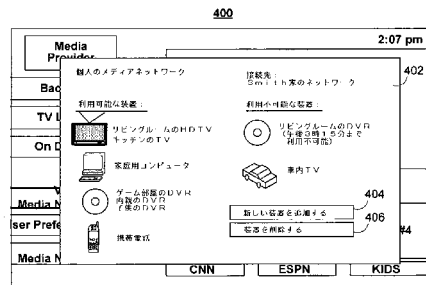 400
2:07 pm
Media
Provider
個人のメディアネットワーク
接続先:
Smith家のネットワーク
402
Bac
利用可能な装置:
利用不可能な装置:
TV L
リビングルームのHDTV
キッチンのTV
リビングルームのDVR
(午後3時15分まで
利用不可能)
On D
家庭用コンピュータ
車内TV
ゲーム部屋のDVR
両親のDVR
子供のDVR
404
新しい装置を追加する
406
装置を削除する
Media N
ser Prefe
#4
携帯電話
Media N
CNN
ESPN
KIDS